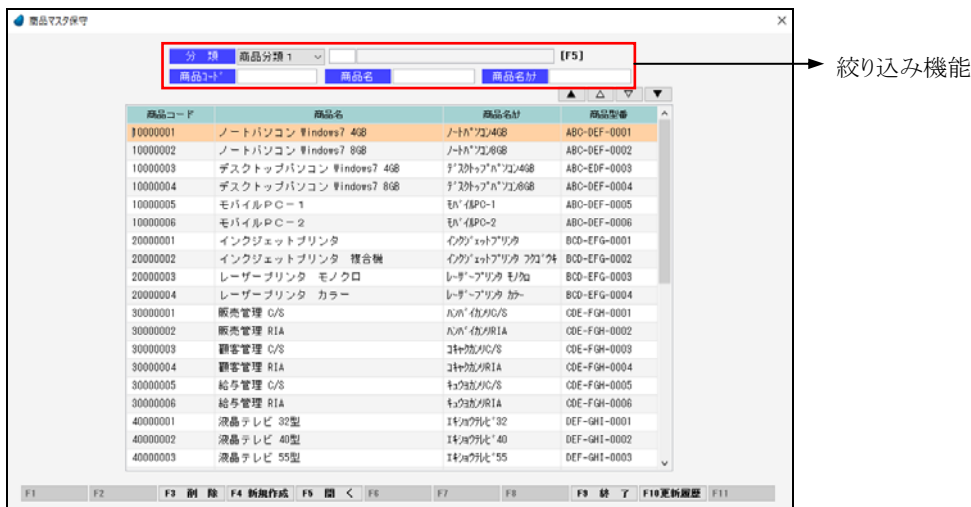 商品マスタ保守
分　類 商品分類1 [F5]
絞り込み機能
商品ｺｰﾄﾞ 商品名 商品名ｶﾅ
▲ △ ▽ ▼
商品コード 商品名 商品名ｶﾅ 商品型番
10000001 ノートパソコン Windows7 4GB ﾉｰﾄﾊﾟｿｺﾝ4GB ABC-DEF-0001
10000002 ノートパソコン Windows7 8GB ﾉｰﾄﾊﾟｿｺﾝ8GB ABC-DEF-0002
10000003 デスクトップパソコン Windows7 4GB ﾃﾞｽｸﾄｯﾌﾟﾊﾟｿｺﾝ4GB ABC-EDF-0003
10000004 デスクトップパソコン Windows7 8GB ﾃﾞｽｸﾄｯﾌﾟﾊﾟｿｺﾝ8GB ABC-DEF-0004
10000005 モバイルＰＣ－１ ﾓﾊﾞｲﾙPC-1 ABC-DEF-0005
10000006 モバイルＰＣ－２ ﾓﾊﾞｲﾙPC-2 ABC-DEF-0006
20000001 インクジェットプリンタ ｲﾝｸｼﾞｪｯﾄﾌﾟﾘﾝﾀ BCD-EFG-0001
20000002 インクジェットプリンタ　複合機 ｲﾝｸｼﾞｪｯﾄﾌﾟﾘﾝﾀ ﾌｸｺﾞｳｷ BCD-EFG-0002
20000003 レーザープリンタ　モノクロ ﾚｰｻﾞｰﾌﾟﾘﾝﾀ ﾓﾉｸﾛ BCD-EFG-0003
20000004 レーザープリンタ　カラー ﾚｰｻﾞｰﾌﾟﾘﾝﾀ ｶﾗｰ BCD-EFG-0004
30000001 販売管理 C/S ﾊﾝﾊﾞｲｶﾝﾘC/S CDE-FGH-0001
30000002 販売管理 RIA ﾊﾝﾊﾞｲｶﾝﾘRIA CDE-FGH-0002
30000003 顧客管理 C/S ｺｷｬｸｶﾝﾘC/S CDE-FGH-0003
30000004 顧客管理 RIA ｺｷｬｸｶﾝﾘRIA CDE-FGH-0004
30000005 給与管理 C/S ｷｭｳﾖｶﾝﾘC/S CDE-FGH-0005
30000006 給与管理 RIA ｷｭｳﾖｶﾝﾘRIA CDE-FGH-0006
40000001 液晶テレビ 32型 ｴｷｼｮｳﾃﾚﾋﾞ32 DEF-GHI-0001
40000002 液晶テレビ 40型 ｴｷｼｮｳﾃﾚﾋﾞ40 DEF-GHI-0002
40000003 液晶テレビ 55型 ｴｷｼｮｳﾃﾚﾋﾞ55 DEF-GHI-0003
F1 F2 F3 削　除 F4 新規作成 F5 開　く F6 F7 F8 F9 終　了 F10更新履歴 F11